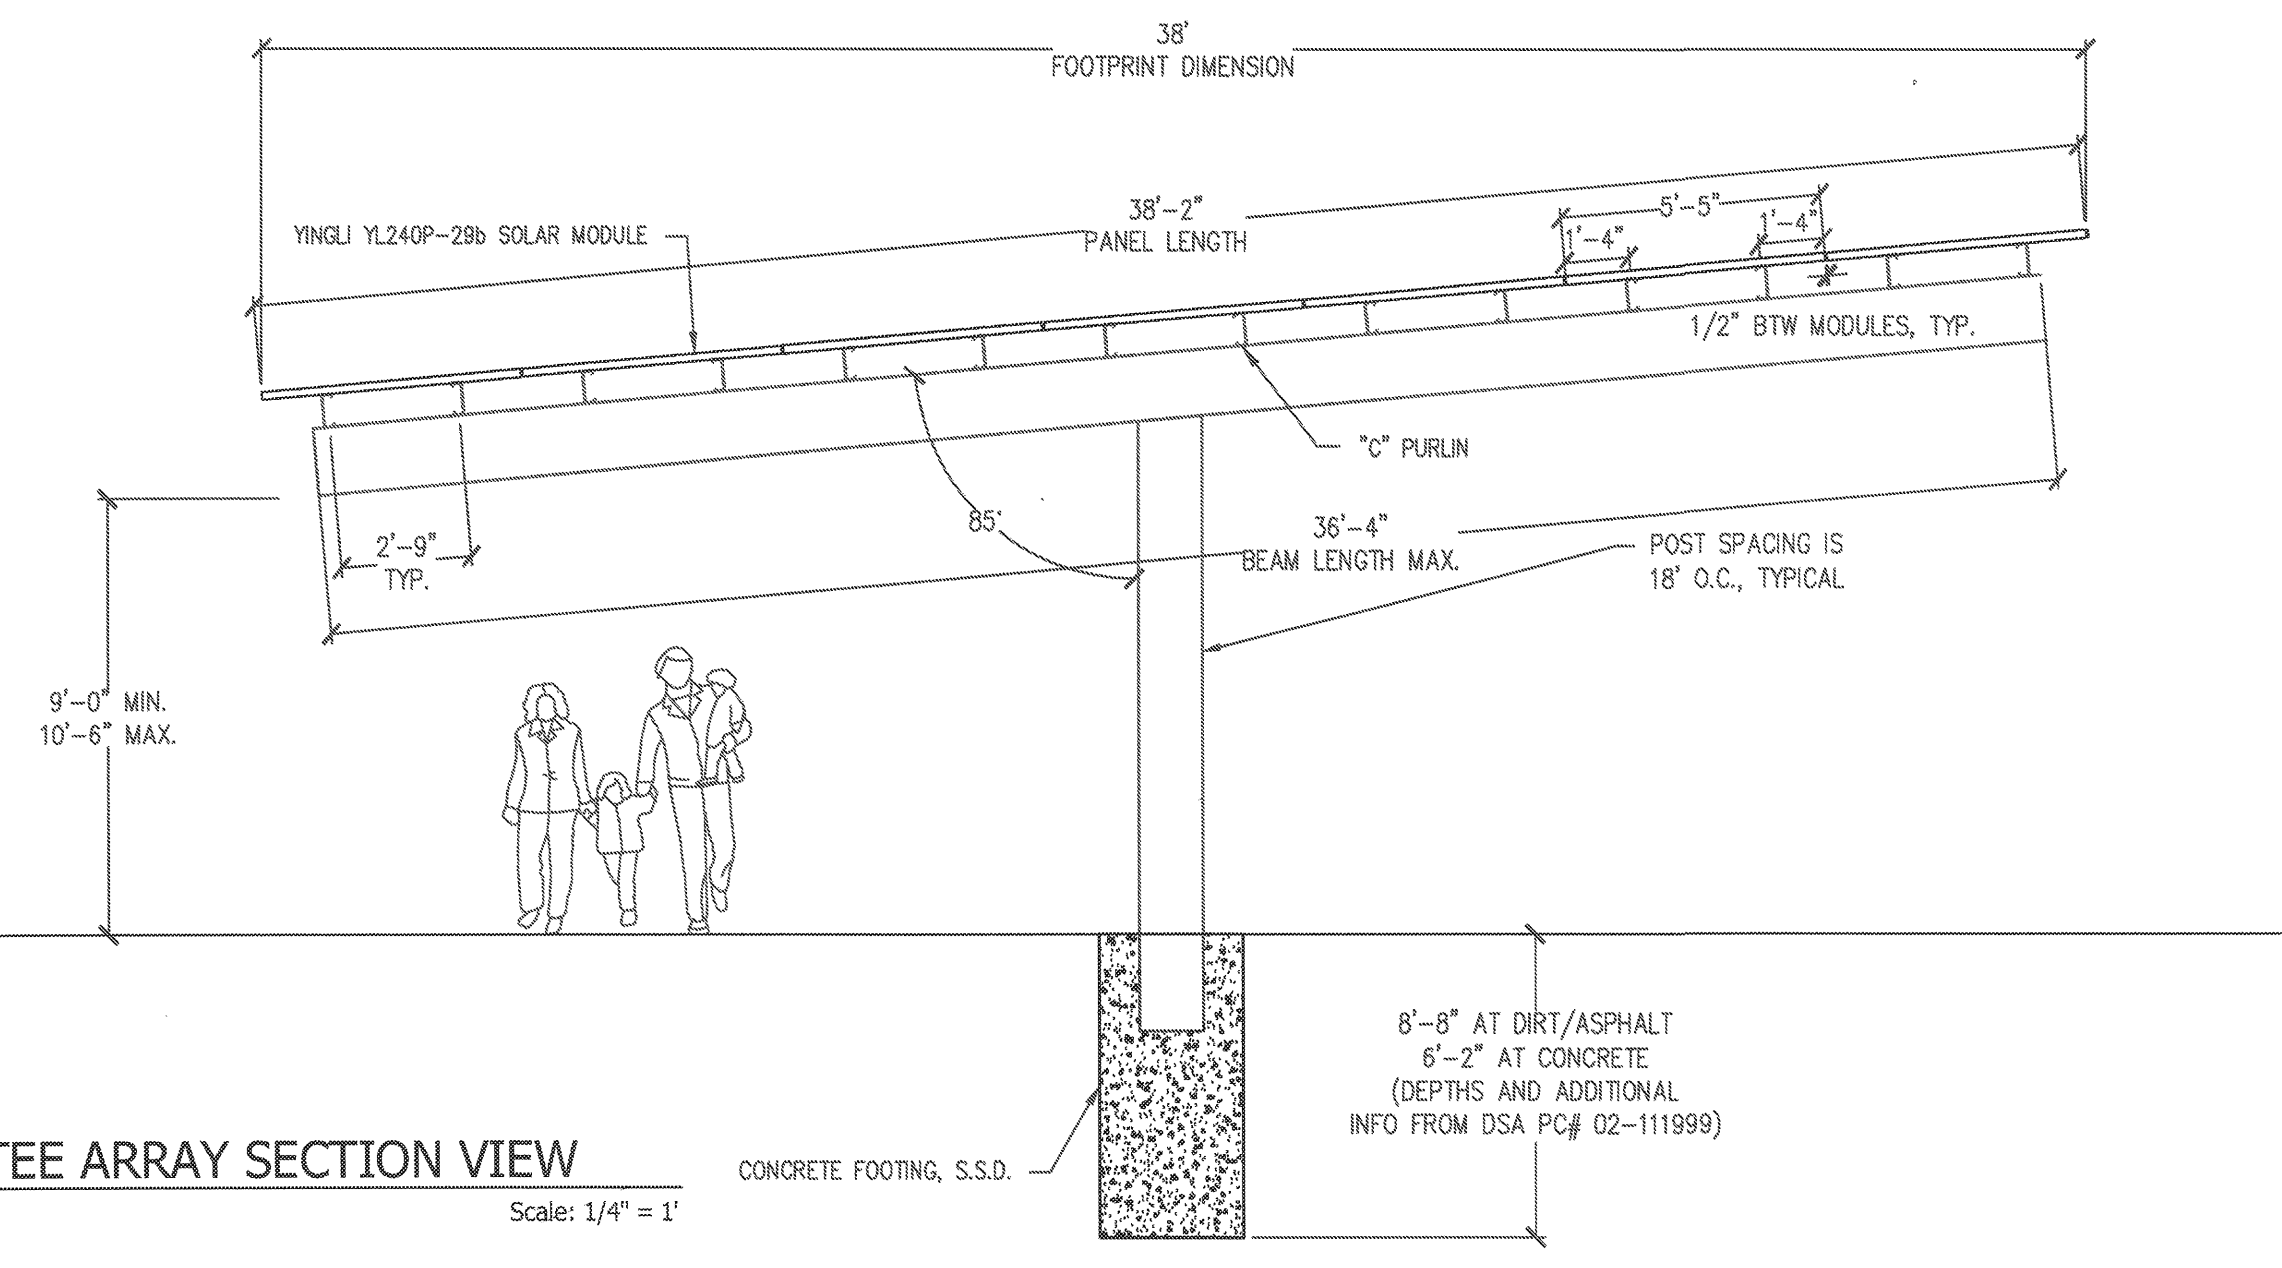 38'
FOOTPRINT DIMENSION
38'-2"
PANEL LENGTH
5'-5"
1'-4"
1'-4"
YINGLI YL240P-29b SOLAR MODULE
1/2" BTW MODULES, TYP.
"C" PURLIN
85°
2'-9"
TYP.
36'-4"
BEAM LENGTH MAX.
POST SPACING IS
18' O.C., TYPICAL
9'-0" MIN.
10'-6" MAX.
8'-8" AT DIRT/ASPHALT
6'-2" AT CONCRETE
(DEPTHS AND ADDITIONAL
INFO FROM DSA PC# 02-111999)
CONCRETE FOOTING, S.S.D.
TEE ARRAY SECTION VIEW
Scale: 1/4" = 1'